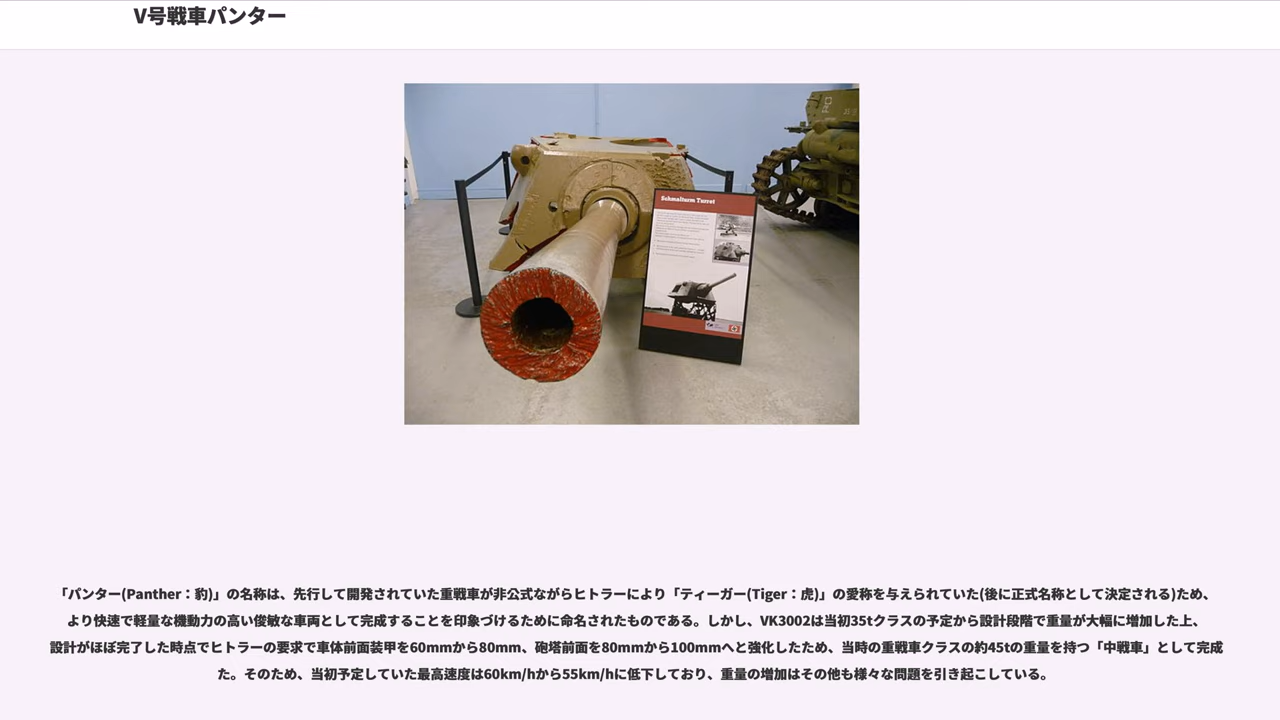 V号戦車パンター
Schmalturm Turret
「パンター(Panther：豹)」の名称は、先行して開発されていた重戦車が非公式ながらヒトラーにより「ティーガー(Tiger：虎)」の愛称を与えられていた(後に正式名称として決定される)ため、
より快速で軽量な機動力の高い俊敏な車両として完成することを印象づけるために命名されたものである。しかし、VK3002は当初35tクラスの予定から設計段階で重量が大幅に増加した上、
設計がほぼ完了した時点でヒトラーの要求で車体前面装甲を60mmから80mm、砲塔前面を80mmから100mmへと強化したため、当時の重戦車クラスの約45tの重量を持つ「中戦車」として完成
た。そのため、当初予定していた最高速度は60km/hから55km/hに低下しており、重量の増加はその他も様々な問題を引き起こしている。